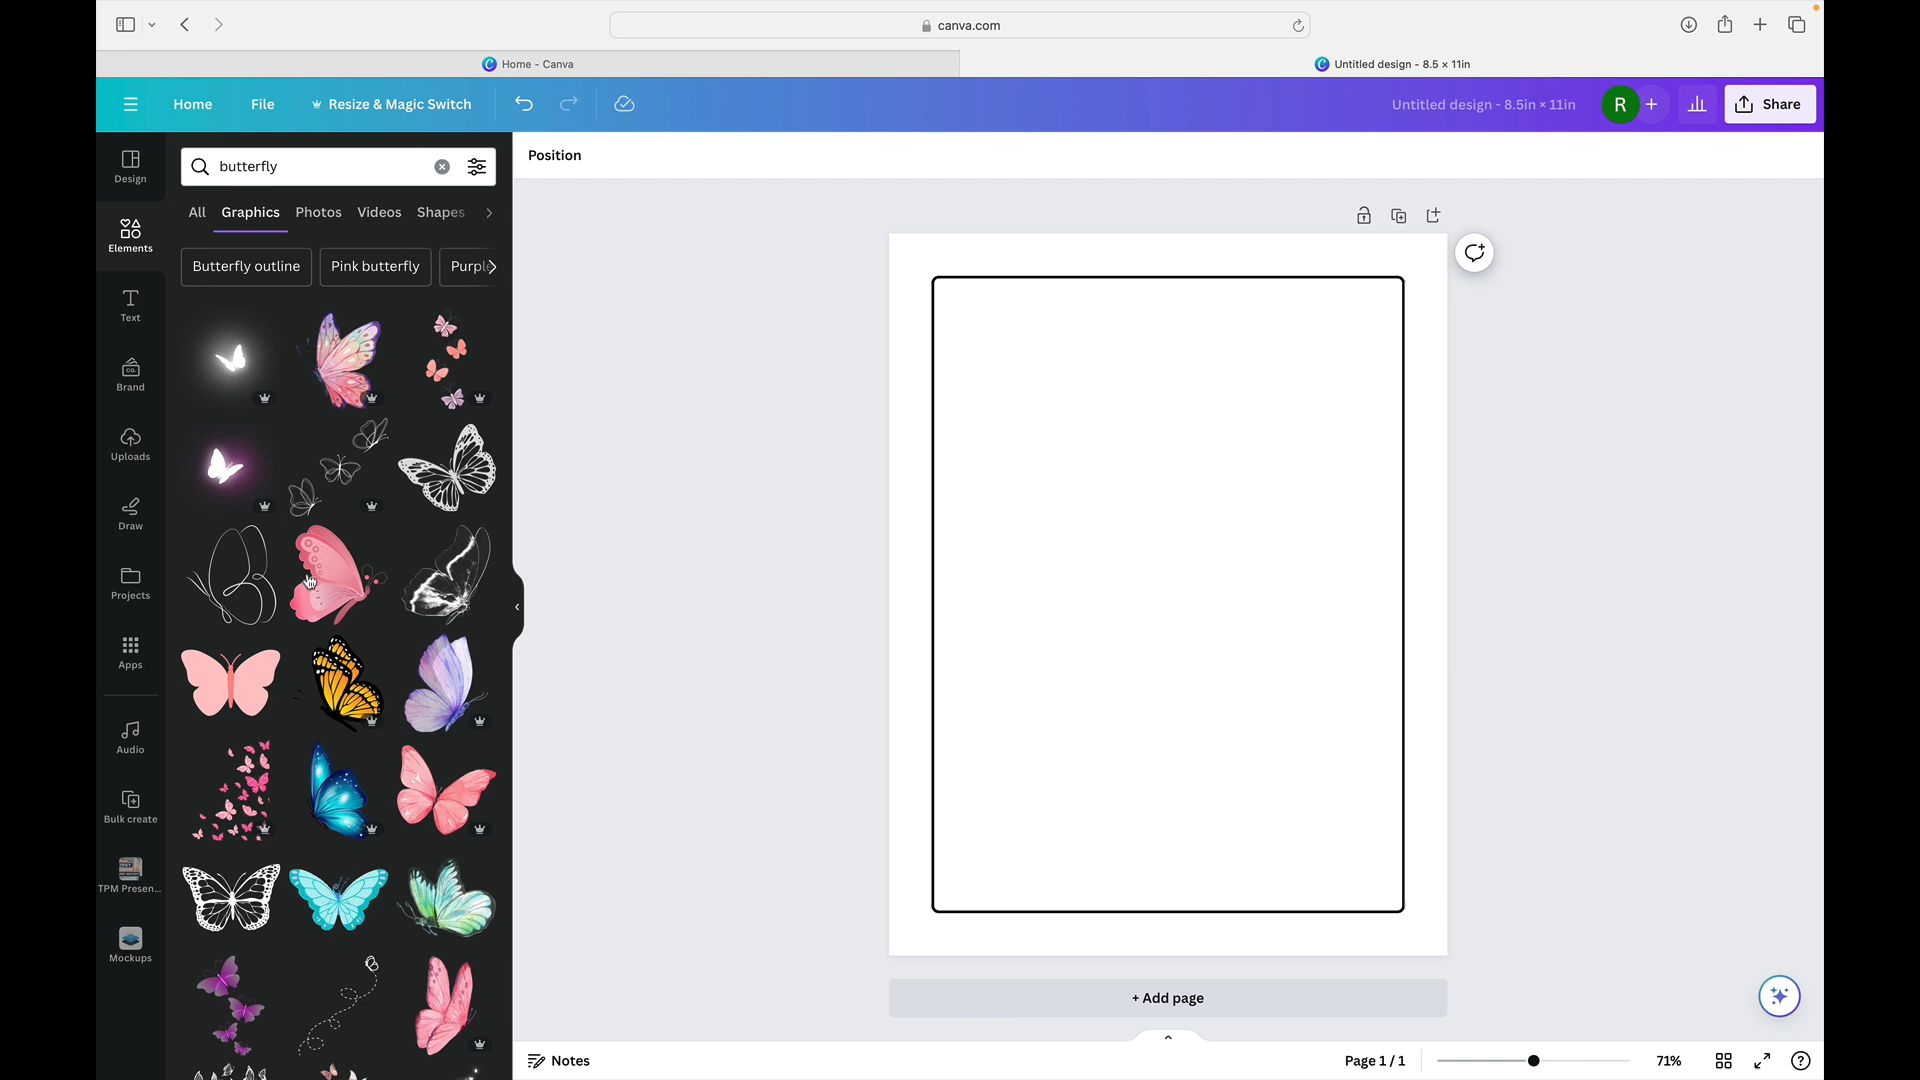 canva.com
Home - Canva
Untitled design - 8.5 × 11in
Home
File
Resize & Magic Switch
Untitled design - 8.5in × 11in
R
Share
Design
Elements
Text
CO.
Brand
Uploads
Draw
Projects
Apps
Audio
Bulk create
TPM Presen...
Mockups
butterfly
All
Graphics
Photos
Videos
Shapes
Butterfly outline
Pink butterfly
Purple
Position
+ Add page
Notes
Page 1 / 1
71%